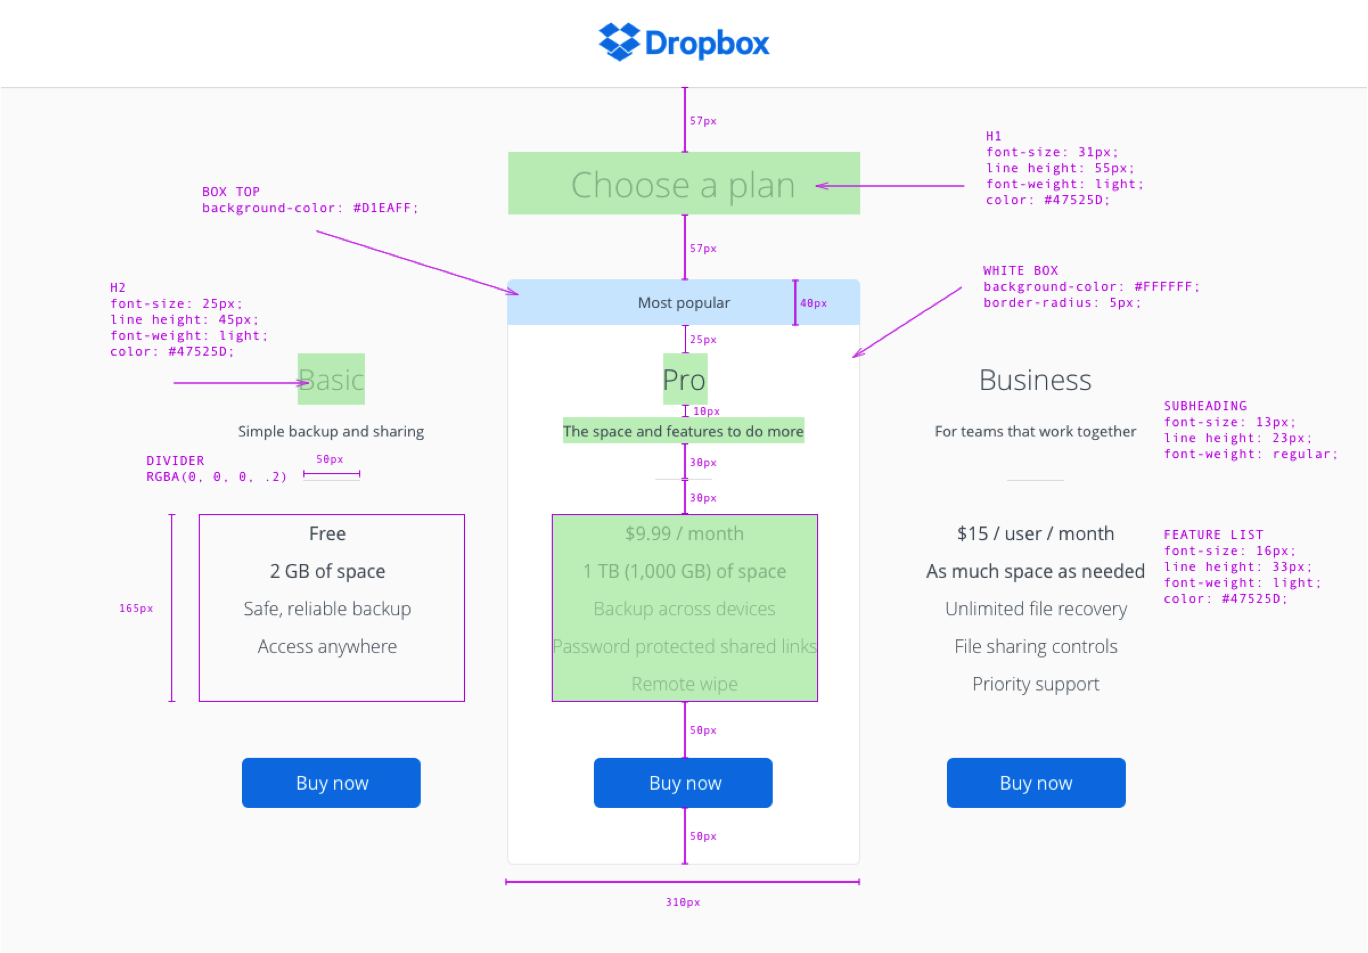 Dropbox
57px
H1
font-size: 31px;
line height: 55px;
font-weight: light;
color: #47525D;
Choose a plan
BOX TOP
background-color: #D1EAFF;
57px
WHITE BOX
background-color: #FFFFFF;
border-radius: 5px;
H2
font-size: 25px;
line height: 45px;
font-weight: light;
color: #47525D;
Most popular
40px
25px
Basic
Pro
Business
10px
Simple backup and sharing
The space and features to do more
For teams that work together
SUBHEADING
font-size: 13px;
line height: 23px;
font-weight: regular;
DIVIDER
RGBA(0, 0, 0, .2)
50px
30px
30px
Free
2 GB of space
Safe, reliable backup
Access anywhere
165px
$9.99 / month
1 TB (1,000 GB) of space
Backup across devices
Password protected shared links
Remote wipe
$15 / user / month
As much space as needed
Unlimited file recovery
File sharing controls
Priority support
FEATURE LIST
font-size: 16px;
line height: 33px;
font-weight: light;
color: #47525D;
50px
Buy now
Buy now
Buy now
50px
310px